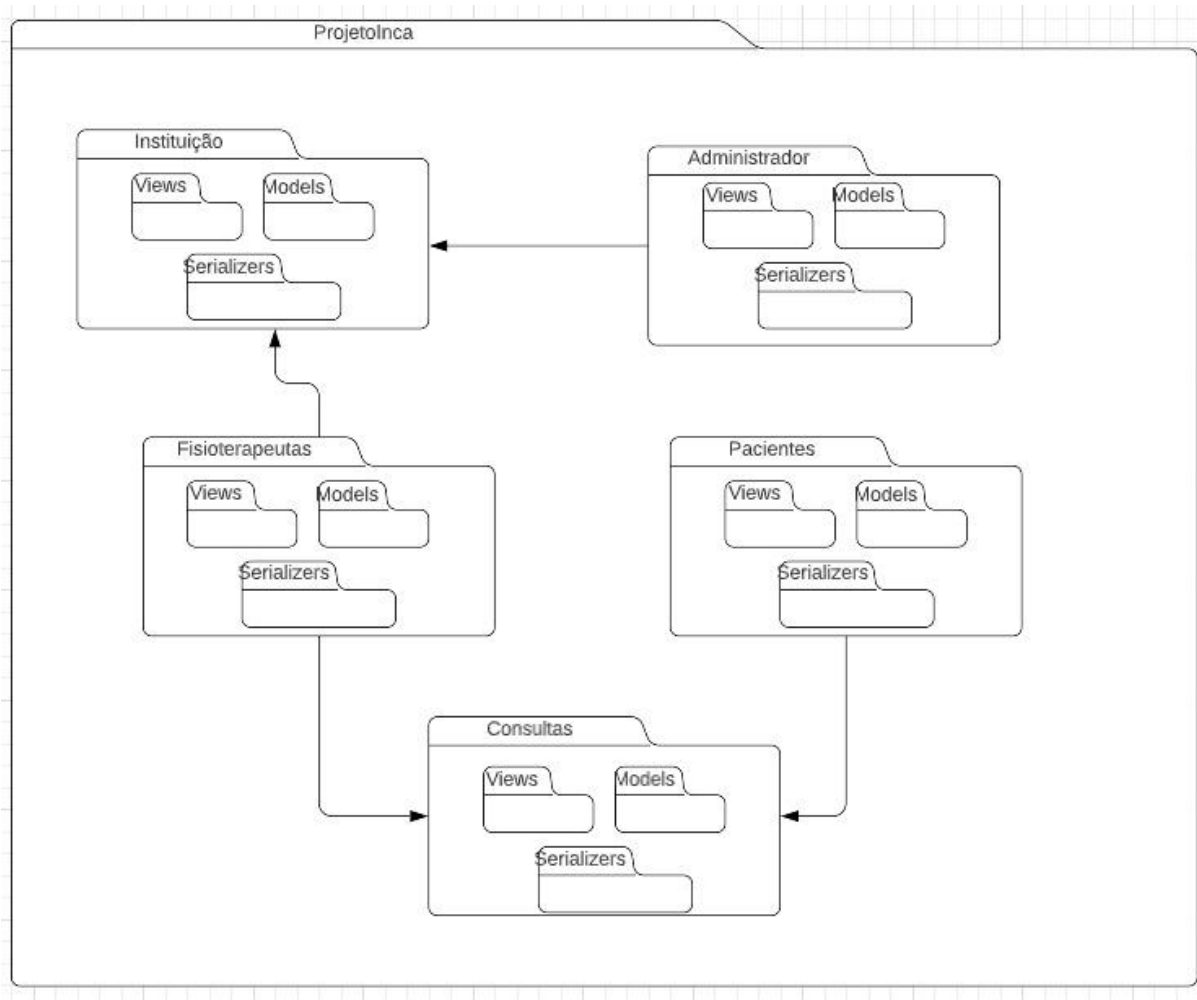 ProjetoInca
Instituição
Views
Models
Serializers
Administrador
Views
Models
Serializers
Fisioterapeutas
Views
Models
Serializers
Pacientes
Views
Models
Serializers
Consultas
Views
Models
Serializers